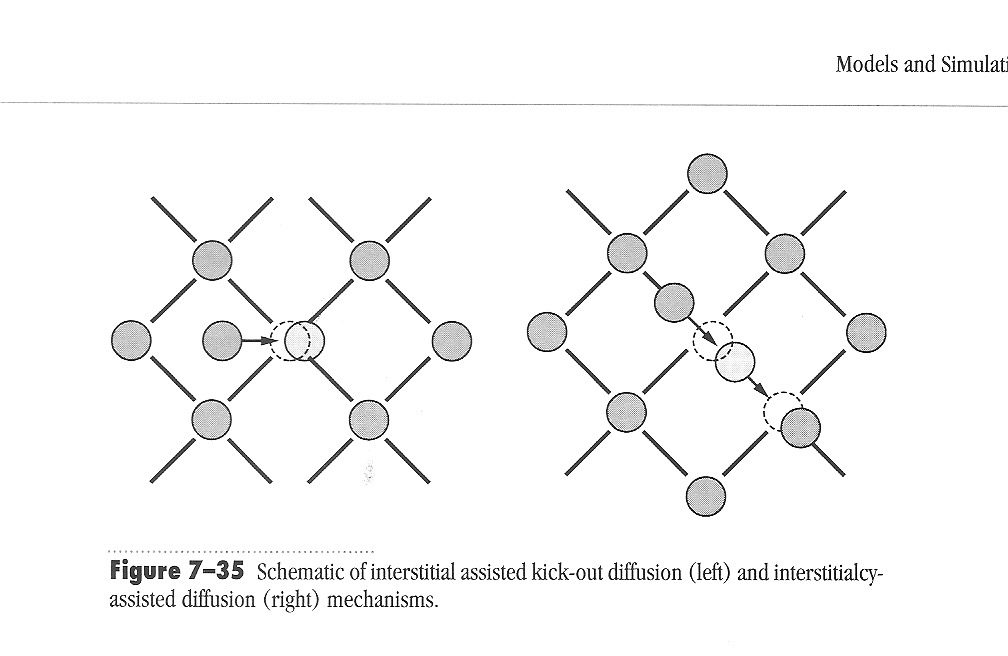 Models and Simulati
Figure 7–35 Schematic of interstitial assisted kick-out diffusion (left) and interstitialcy-
assisted diffusion (right) mechanisms.